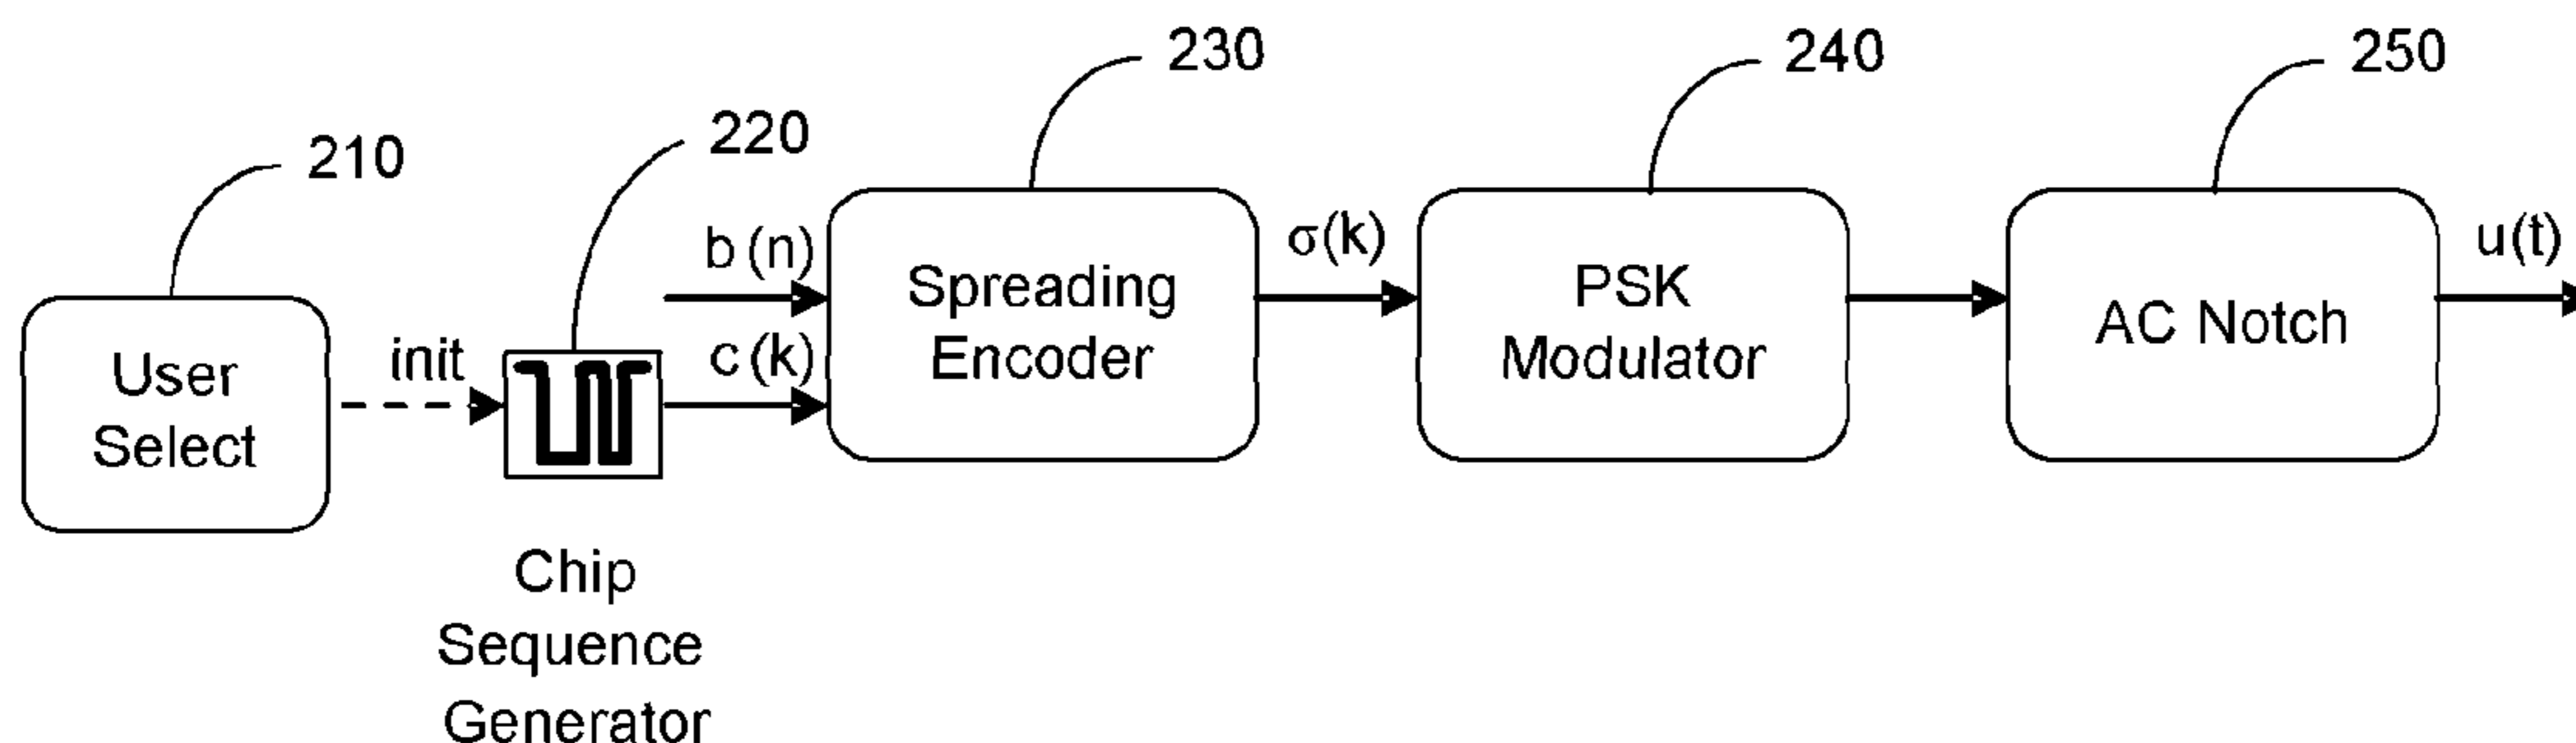 230
240
250
220
210
b (n)
σ(k)
u(t)
Spreading
Encoder
PSK
Modulator
AC Notch
User
Select
init
c (k)
Chip
Sequence
Generator